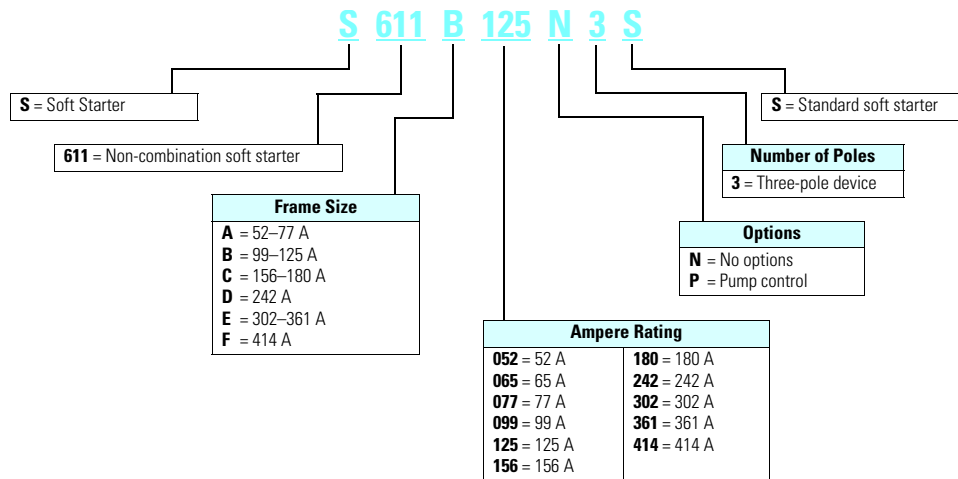 S 611 B 125 N 3 S
S = Soft Starter
S = Standard soft starter
611 = Non-combination soft starter
Number of Poles
3 = Three-pole device
Frame Size
A = 52–77 A
B = 99–125 A
C = 156–180 A
D = 242 A
E = 302–361 A
F = 414 A
Options
N = No options
P = Pump control
Ampere Rating
052 = 52 A
065 = 65 A
077 = 77 A
099 = 99 A
125 = 125 A
156 = 156 A
180 = 180 A
242 = 242 A
302 = 302 A
361 = 361 A
414 = 414 A